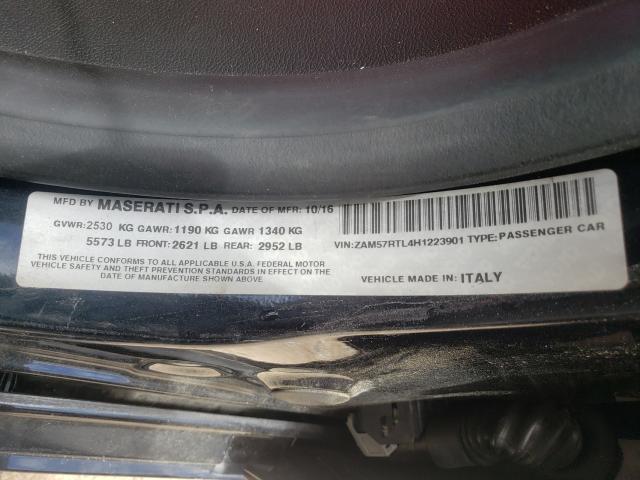 MFD BY MASERATI S.P.A. DATE OF MFR: 10/16
GVWR: 2530 KG GAWR: 1190 KG GAWR 1340 KG
5573 LB FRONT: 2621 LB REAR: 2952 LB
THIS VEHICLE CONFORMS TO ALL APPLICABLE U.S.A. FEDERAL MOTOR
VEHICLE SAFETY AND THEFT PREVENTION STANDARDS IN EFFECT ON THE
DATE OF MANUFACTURE SHOWN ABOVE.
VIN: ZAM57RTL4H1223901 TYPE: PASSENGER CAR
VEHICLE MADE IN: ITALY